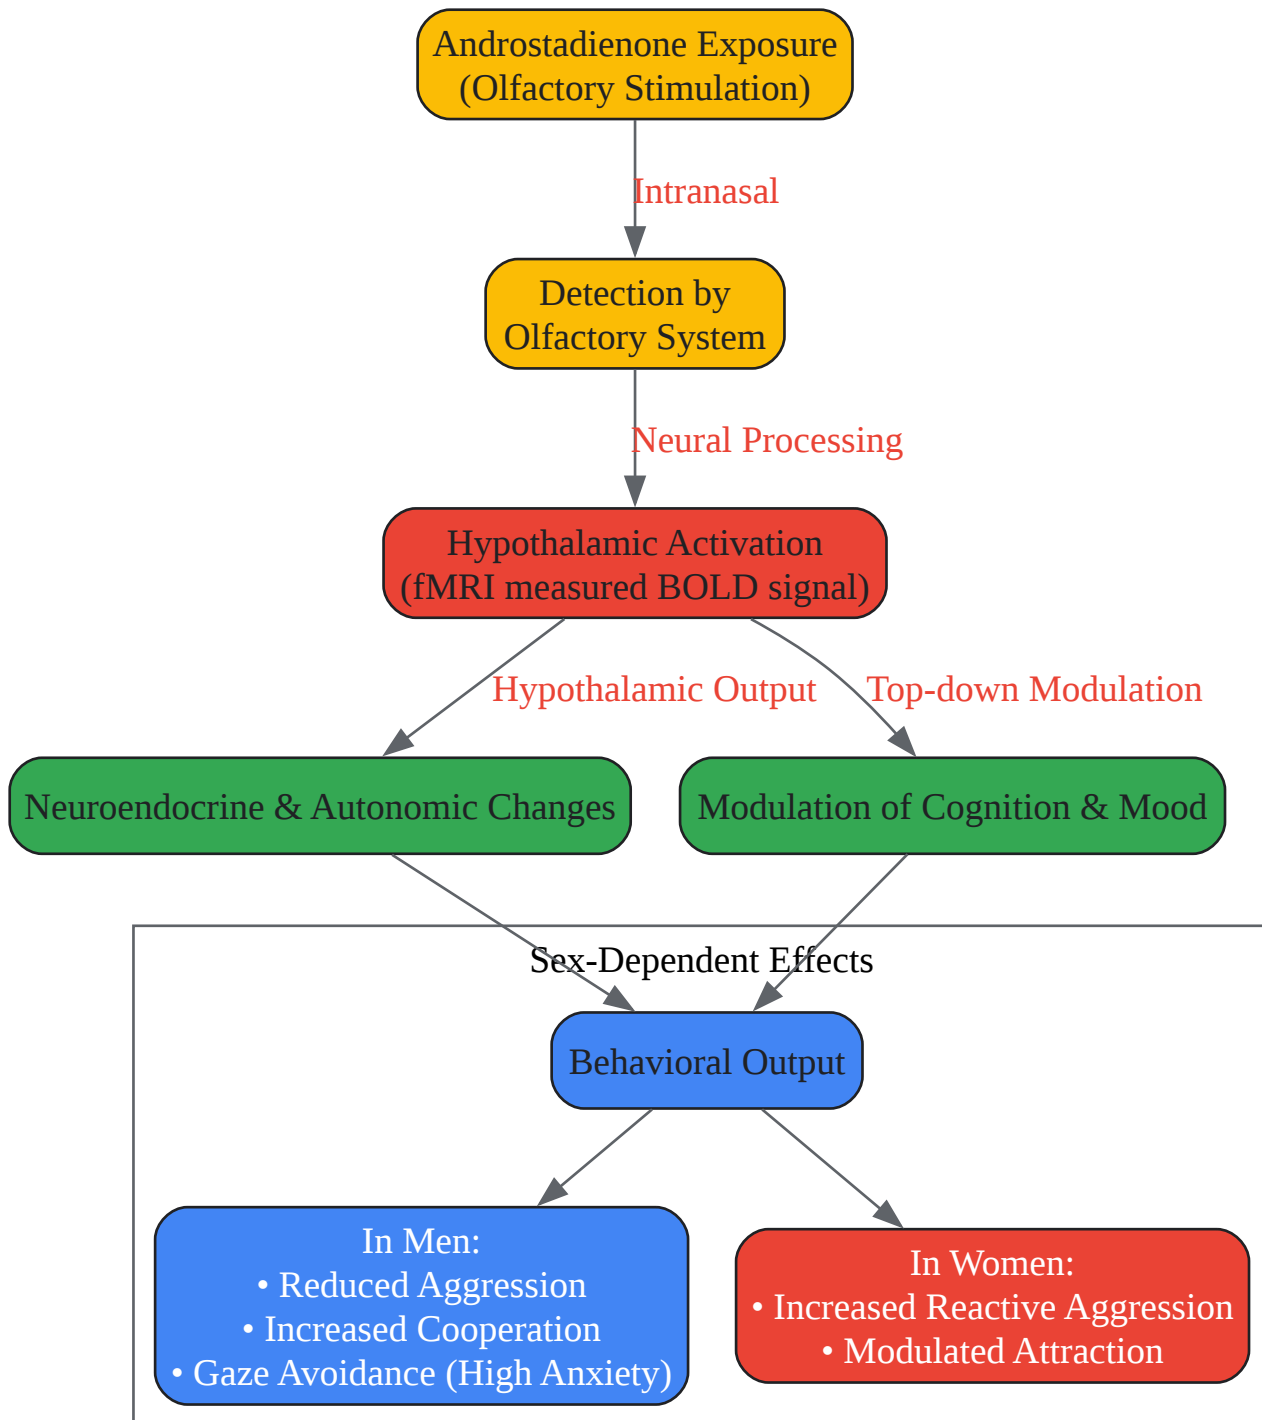 Androstadienone Exposure
(Olfactory Stimulation)
Intranasal
Detection by
Olfactory System
Neural Processing
Hypothalamic Activation
(fMRI measured BOLD signal)
Hypothalamic Output
Top-down Modulation
Neuroendocrine & Autonomic Changes
Modulation of Cognition & Mood
Sex-Dependent Effects
Behavioral Output
In Men:
• Reduced Aggression
• Increased Cooperation
• Gaze Avoidance (High Anxiety)
In Women:
• Increased Reactive Aggression
• Modulated Attraction